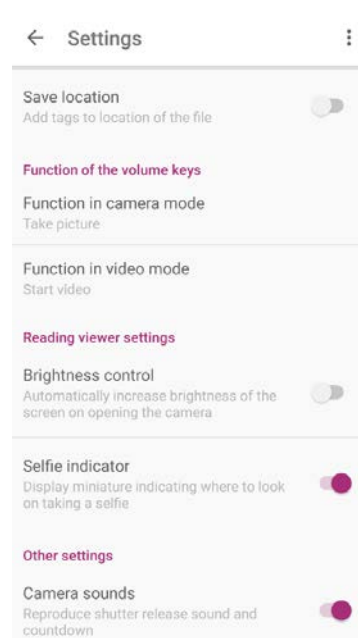 Settings
Save location
Add tags to location of the file
Function of the volume keys
Function in camera mode
Take picture
Function in video mode
Start video
Reading viewer settings
Brightness control
Automatically increase brightness of the
screen on opening the camera
Selfie indicator
Display miniature indicating where to look
on taking a selfie
Other settings
Camera sounds
Reproduce shutter release sound and
countdown